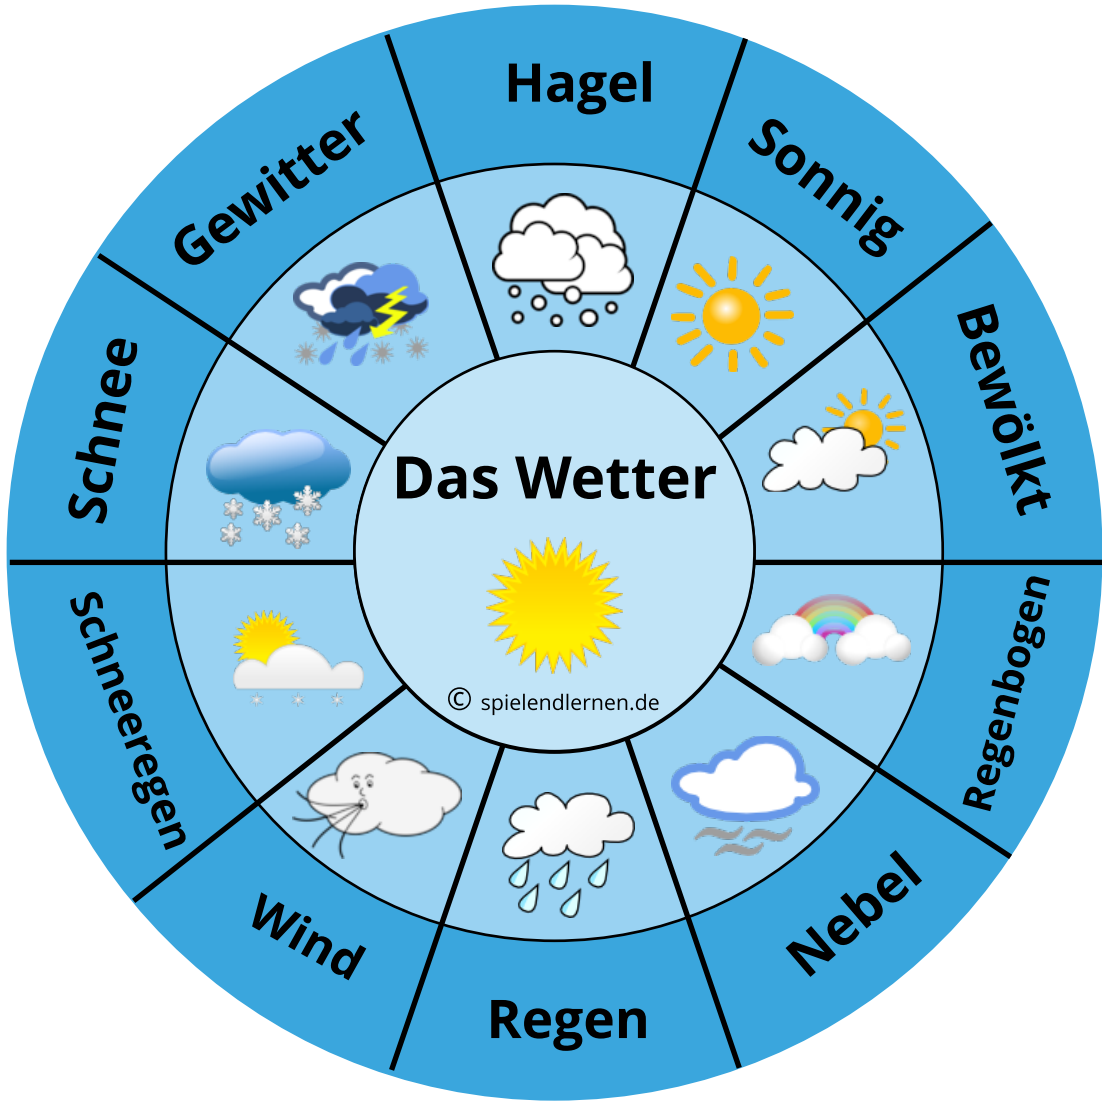 Hagel
Sonnig
Bewölkt
Regenbogen
Nebel
Regen
Wind
Schneeregen
Schnee
Gewitter
Das Wetter
© spielendlernen.de